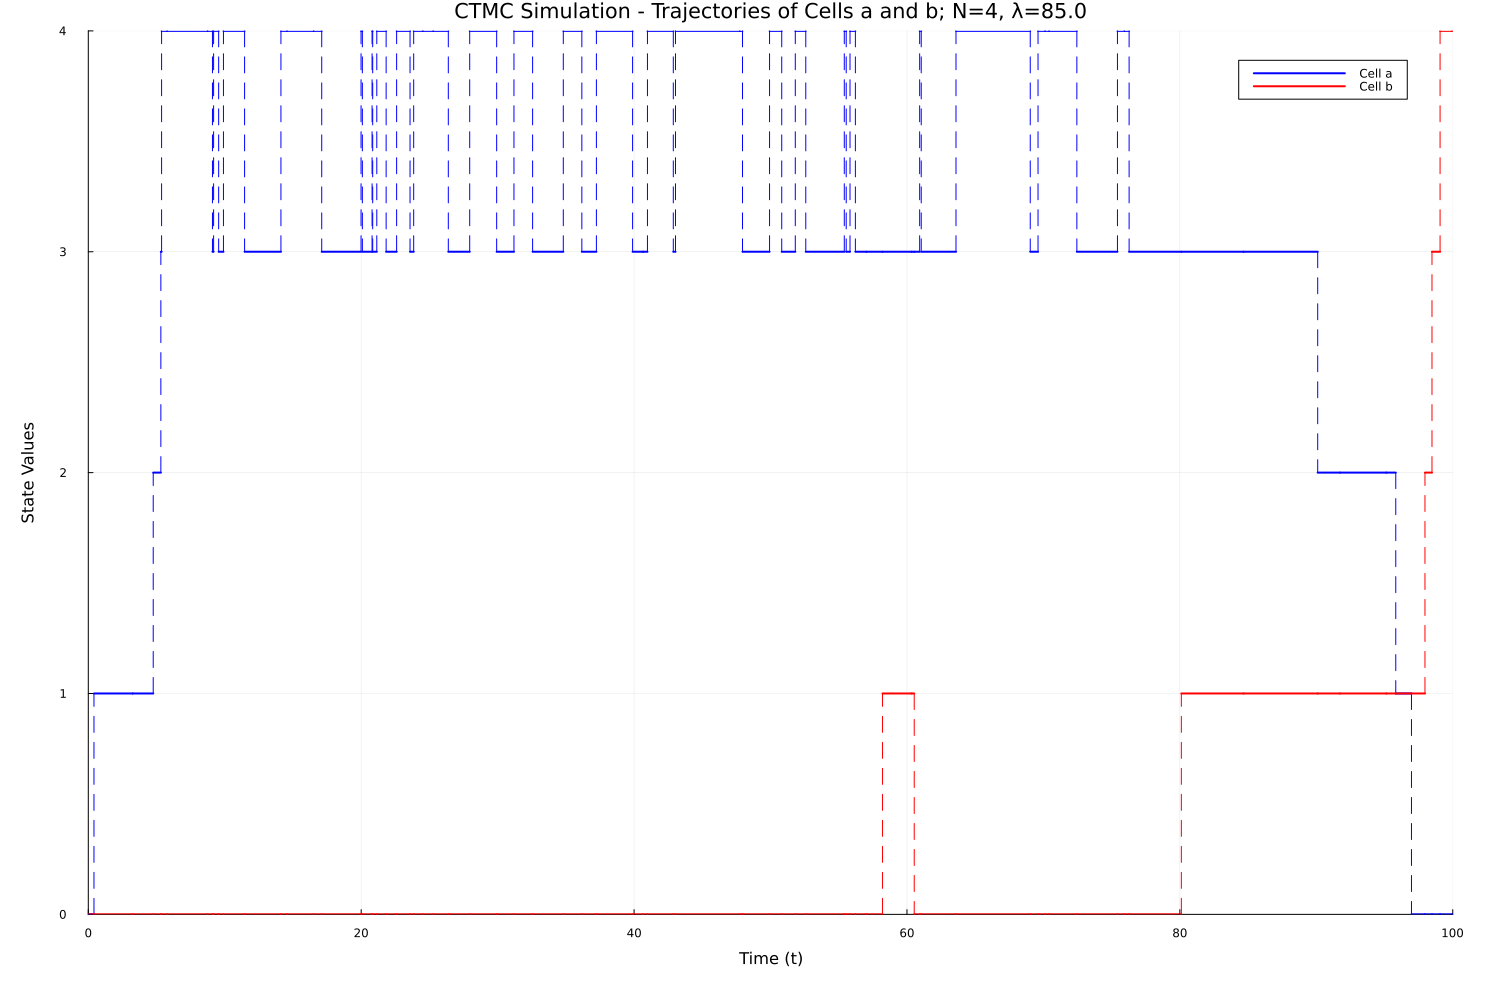 CTMC Simulation - Trajectories of Cells a and b; N=4, λ=85.0
4
Cell a
Cell b
3
State Values
2
1
0
0 20 40 60 80 100
Time (t)